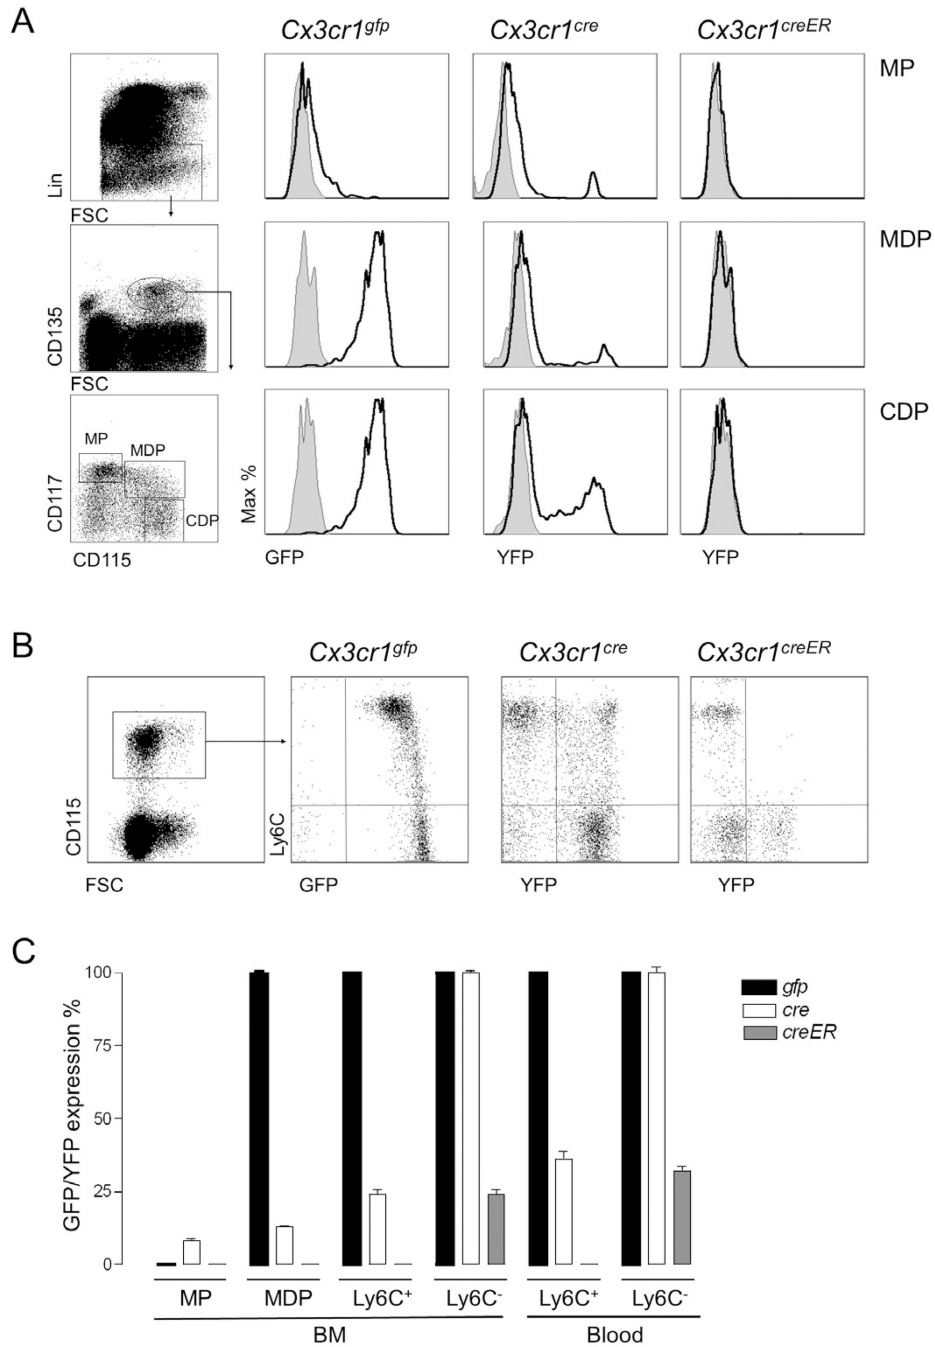 A
Cx3cr1gfp
Cx3cr1cre
Cx3cr1creER
MP
Lin
FSC
MDP
CD135
FSC
CDP
MP
MDP
CDP
CD117
CD115
Max %
GFP
YFP
YFP
B
Cx3cr1gfp
Cx3cr1cre
Cx3cr1creER
CD115
FSC
Ly6C
GFP
YFP
YFP
C
GFP/YFP expression %
100
75
50
25
0
gfp
cre
creER
MP MDP Ly6C+ Ly6C- Ly6C+ Ly6C-
BM Blood